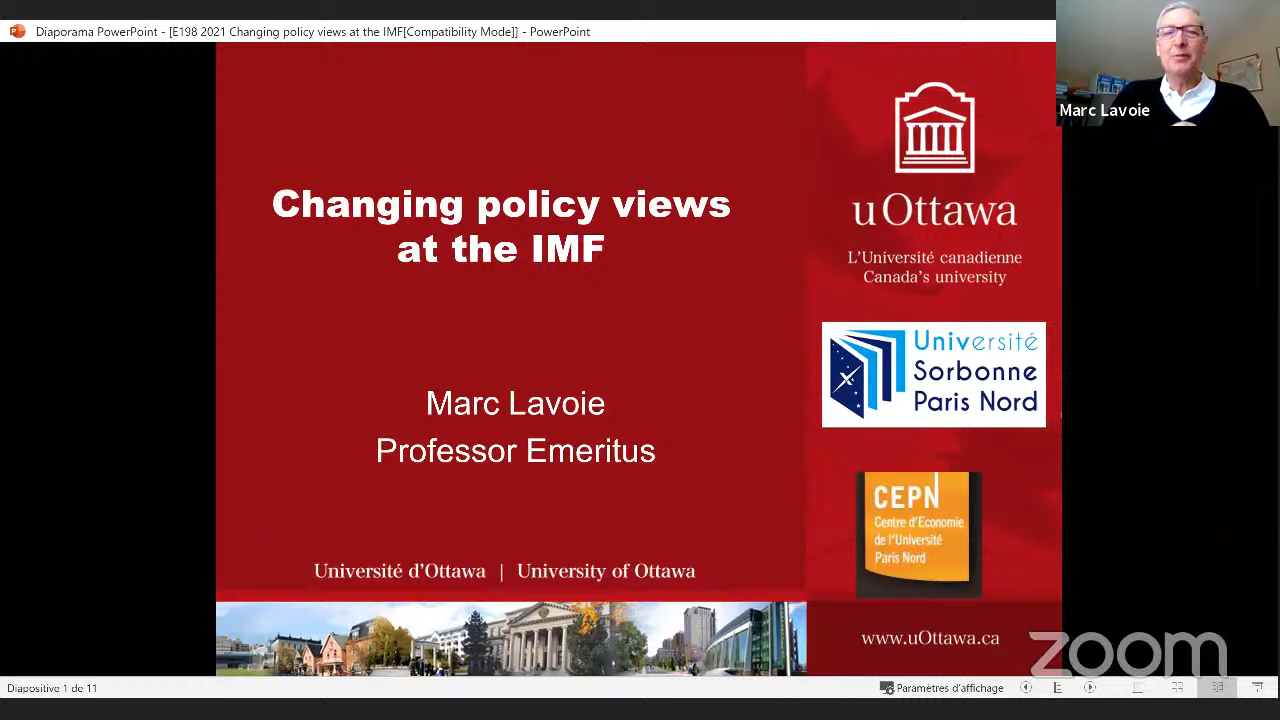 Diaporama PowerPoint - [E198 2021 Changing policy views at the IMF[Compatibility Mode]] - PowerPoint
Marc Lavoie
Changing policy views
at the IMF
Marc Lavoie
Professor Emeritus
Université d'Ottawa | University of Ottawa
uOttawa
L'Université canadienne
Canada's university
Université
Sorbonne
Paris Nord
CEPN
Centre d'Economie
de l'Université
Paris Nord
www.uOttawa.ca
zoom
Diapositive 1 de 11
Paramètres d'affichage